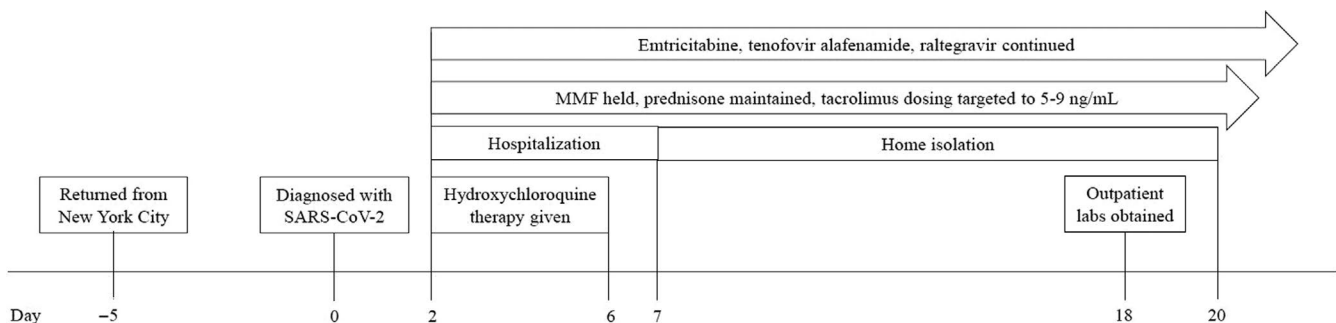 Emtricitabine, tenofovir alafenamide, raltegravir continued
MMF held, prednisone maintained, tacrolimus dosing targeted to 5-9 ng/mL
Hospitalization
Home isolation
Returned from
New York City
Diagnosed with
SARS-CoV-2
Hydroxychloroquine
therapy given
Outpatient
labs obtained
Day −5 0 2 6 7 18 20